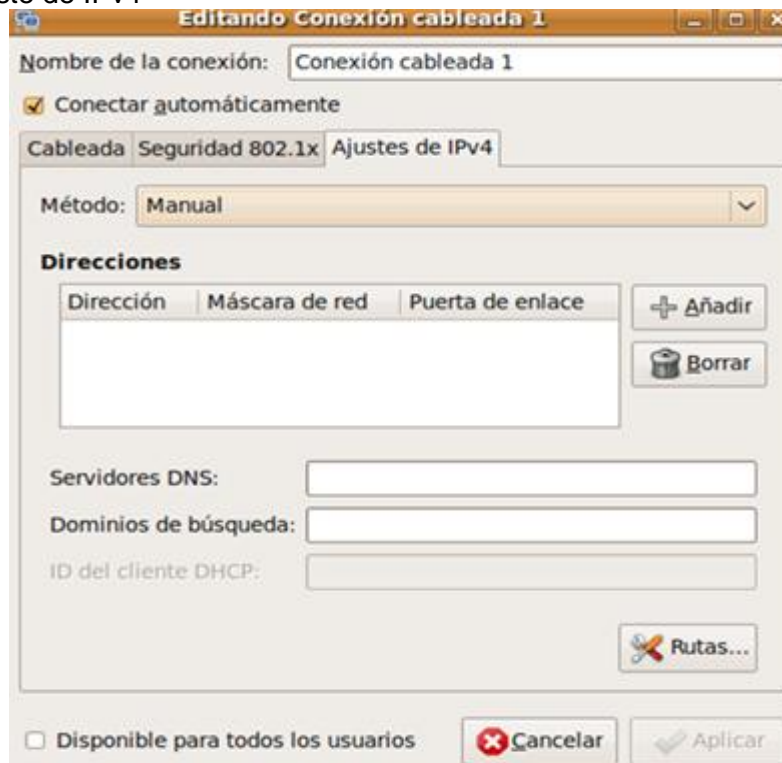 Editando Conexión cableada 1
Nombre de la conexión: Conexión cableada 1
Conectar automáticamente
Cableada Seguridad 802.1x Ajustes de IPv4
Método: Manual
Direcciones
Dirección Máscara de red Puerta de enlace
Añadir
Borrar
Servidores DNS:
Dominios de búsqueda:
ID del cliente DHCP:
Rutas...
Disponible para todos los usuarios Cancelar Aplicar